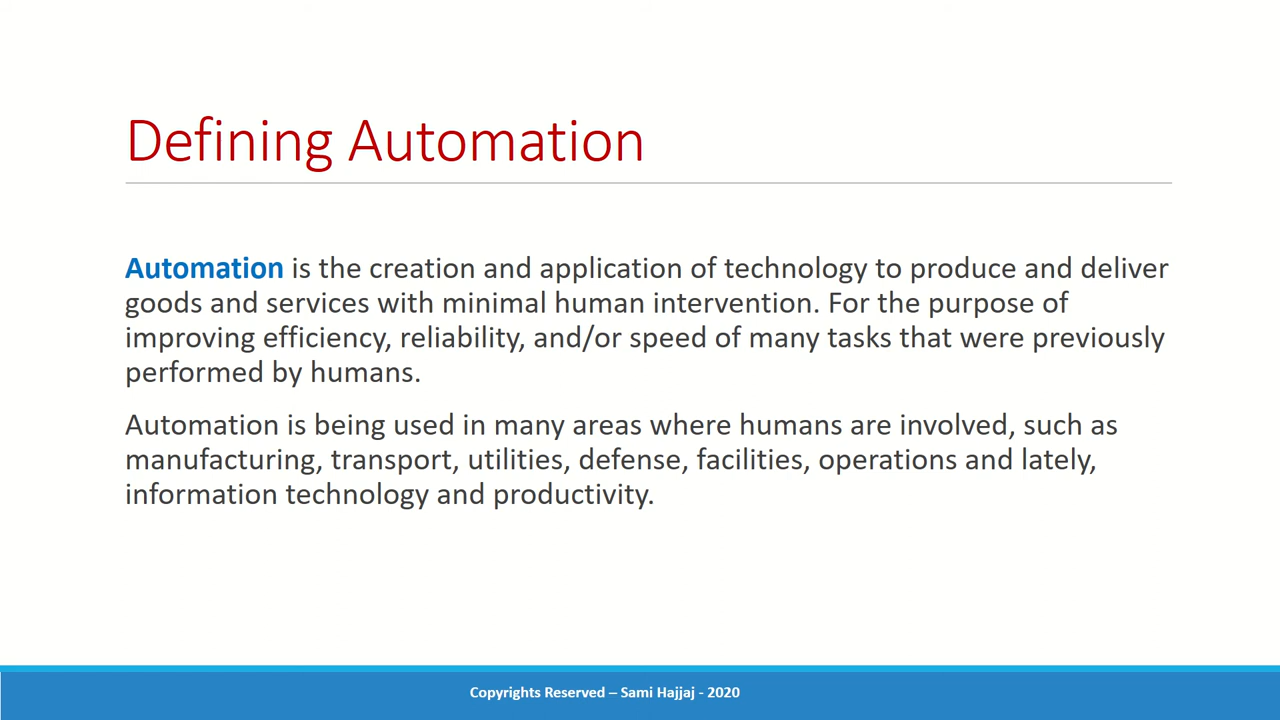 Defining Automation
Automation is the creation and application of technology to produce and deliver
goods and services with minimal human intervention. For the purpose of
improving efficiency, reliability, and/or speed of many tasks that were previously
performed by humans.
Automation is being used in many areas where humans are involved, such as
manufacturing, transport, utilities, defense, facilities, operations and lately,
information technology and productivity.
Copyrights Reserved – Sami Hajjaj - 2020